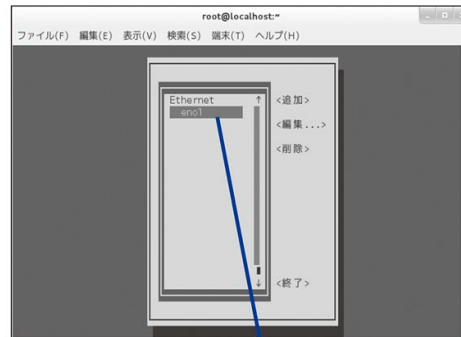 root@localhost:~
ファイル(F) 編集(E) 表示(V) 検索(S) 端末(T) ヘルプ(H)
Ethernet ↑ <追加>
eno1
<編集...>
<削除>
↓ <終了>